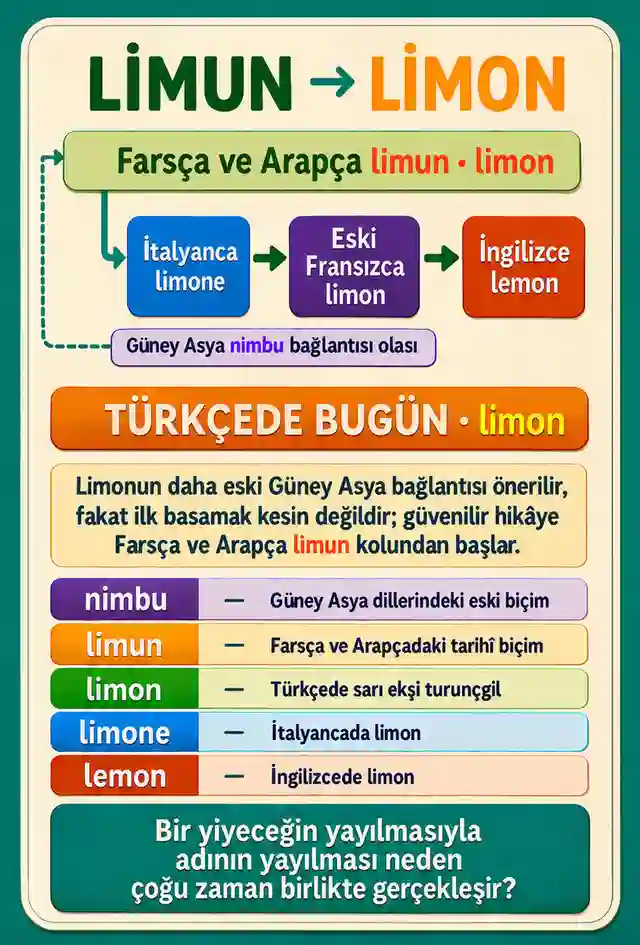 LİMUN → LİMON
Farsça ve Arapça limun · limon
İtalyanca
limone
Eski
Fransızca
limon
İngilizce
lemon
Güney Asya nimbu bağlantısı olası
TÜRKÇEDE BUGÜN · limon
Limonun daha eski Güney Asya bağlantısı önerilir,
fakat ilk basamak kesin değildir; güvenilir hikâye
Farsça ve Arapça limun kolundan başlar.
nimbu — Güney Asya dillerindeki eski biçim
limun — Farsça ve Arapçadaki tarihî biçim
limon — Türkçede sarı ekşi turunçgil
limone — İtalyancada limon
lemon — İngilizcede limon
Bir yiyeceğin yayılmasıyla
adının yayılması neden
çoğu zaman birlikte gerçekleşir?